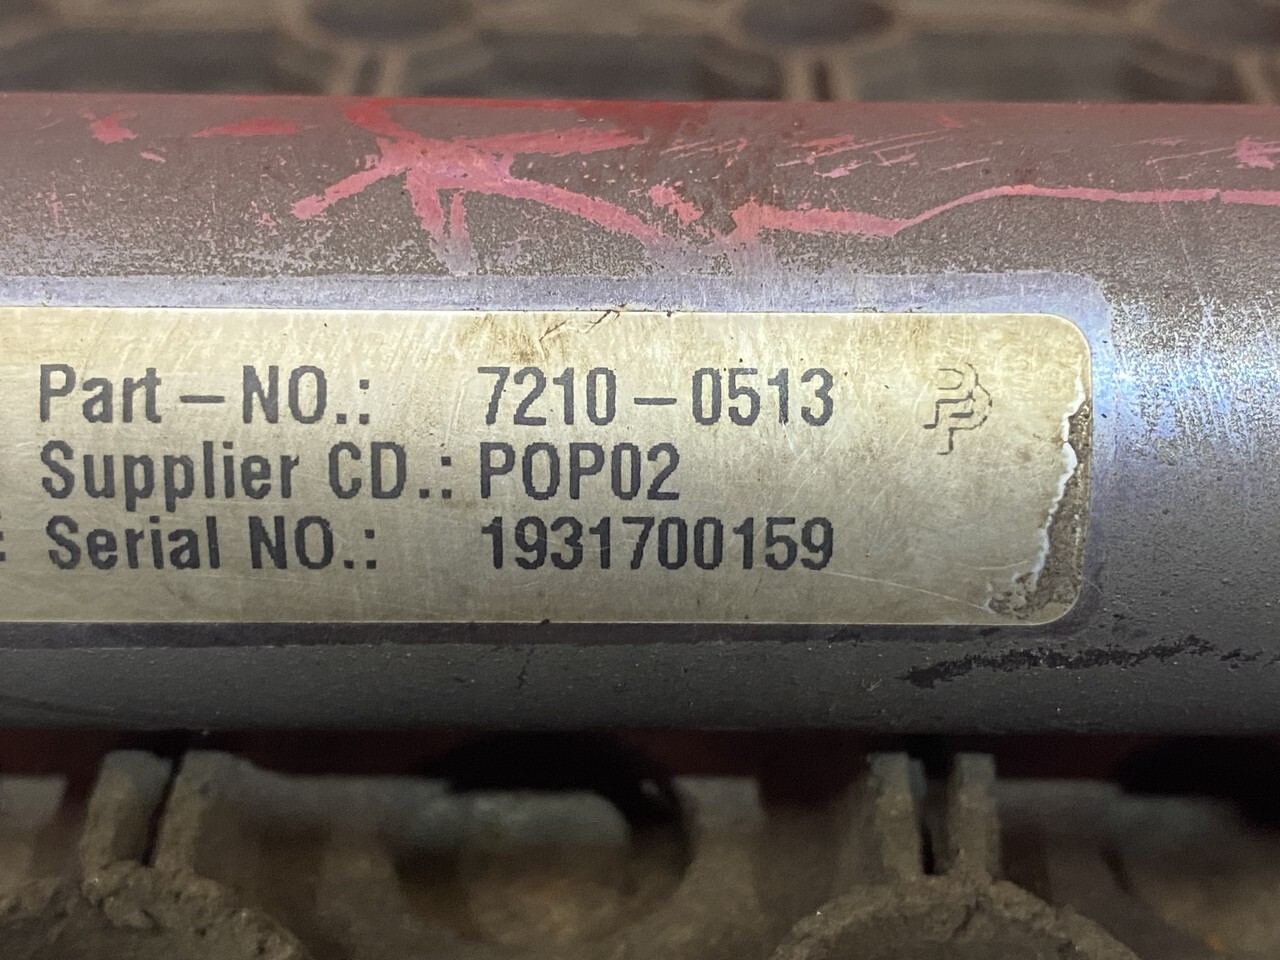 Part-NO.: 7210-0513
Supplier CD.: POP02
Serial NO.: 1931700159